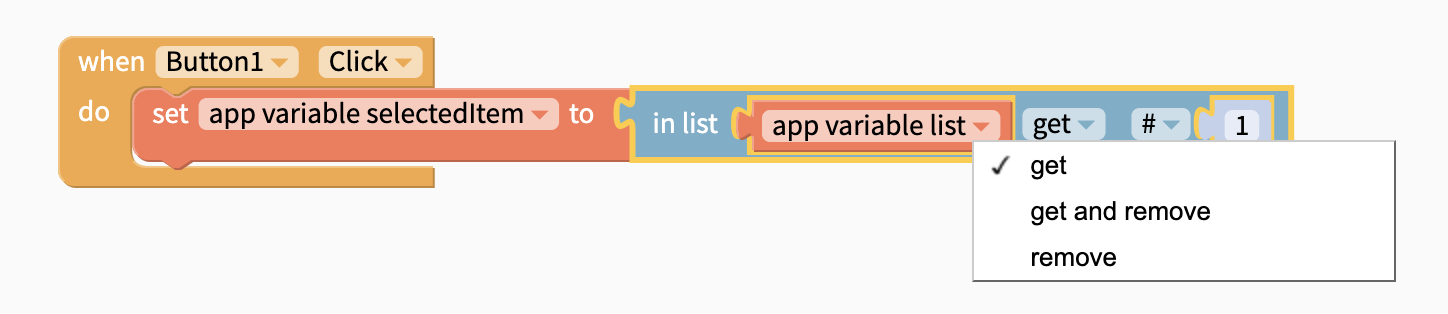 when Button1 Click
do set app variable selectedItem to in list app variable list get # 1
✓ get
get and remove
remove